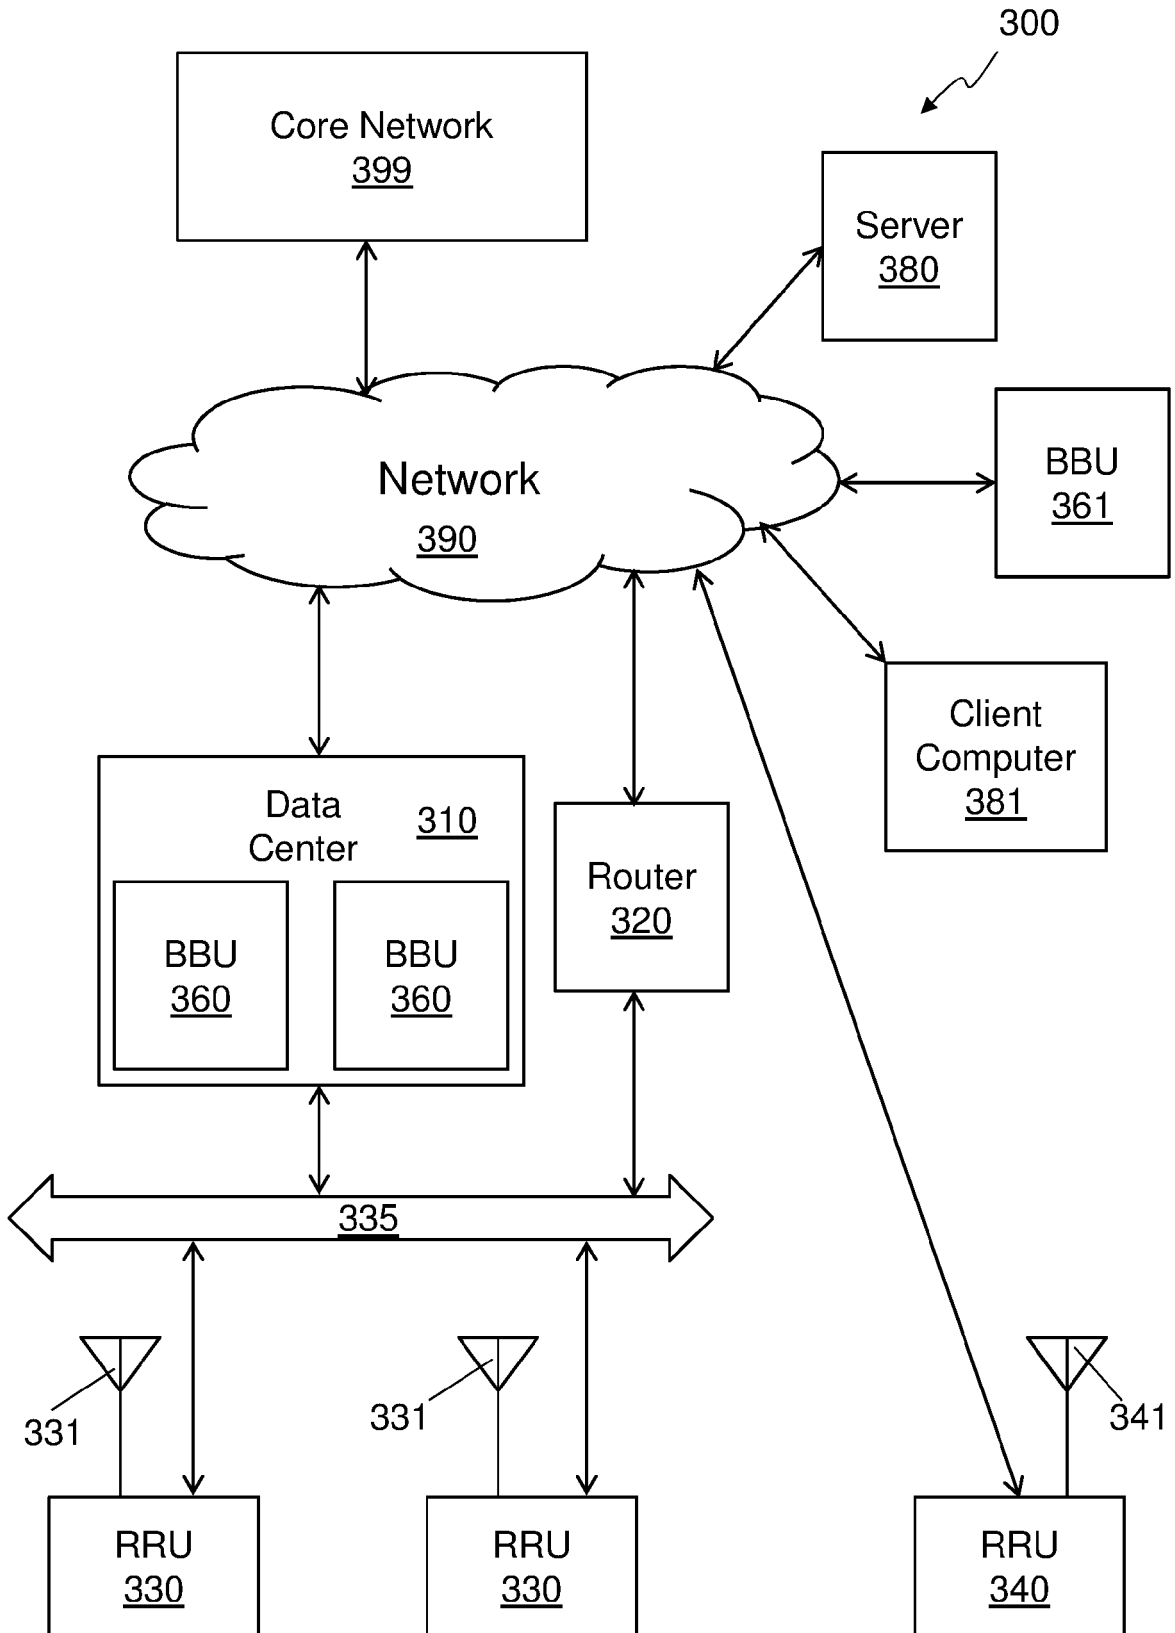 300
Core Network
399
Server
380
Network
390
BBU
361
Client
Computer
381
Data
Center
310
BBU
360
BBU
360
Router
320
335
331
331
341
RRU
330
RRU
330
RRU
340